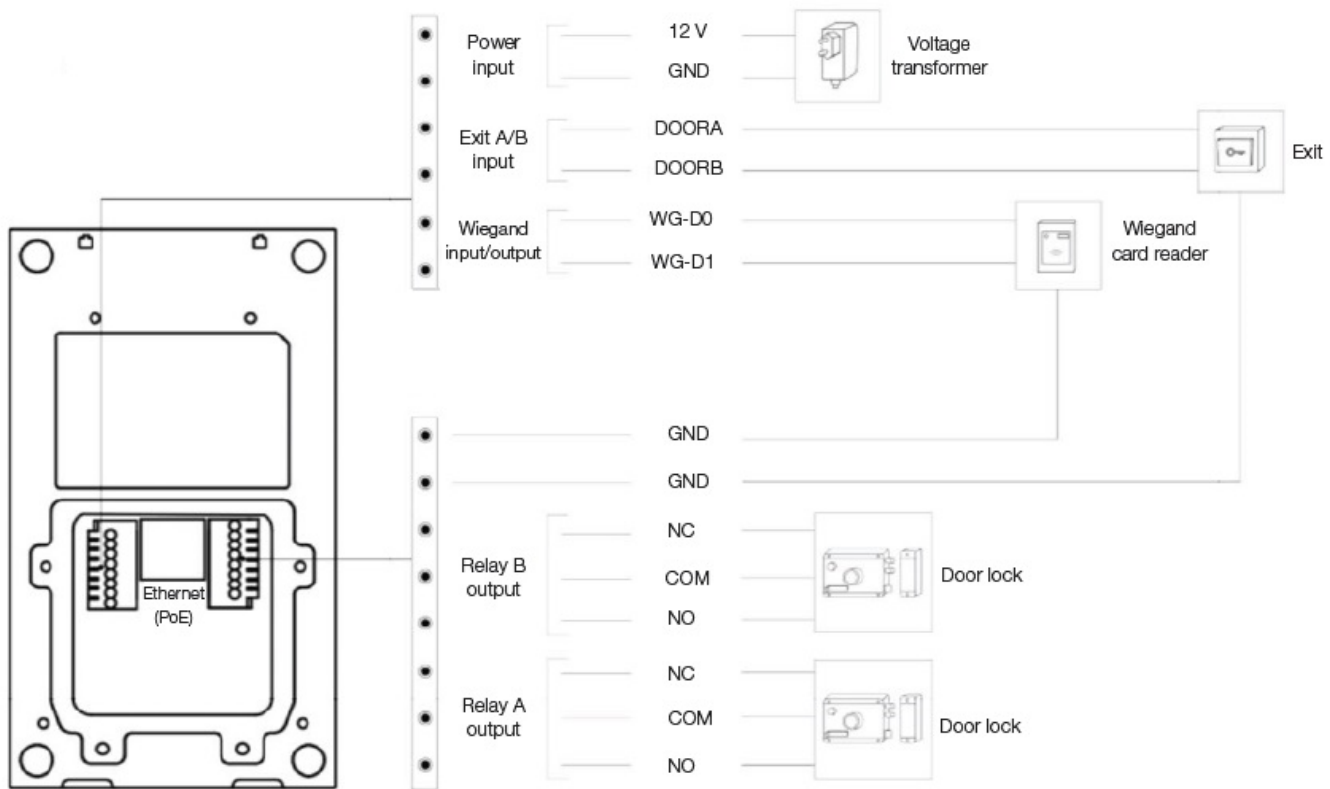 Power
input
12 V
GND
Voltage
transformer
Exit A/B
input
DOORA
DOORB
Exit
Wiegand
input/output
WG-D0
WG-D1
Wiegand
card reader
GND
GND
Relay B
output
NC
COM
NO
Door lock
Ethernet
(PoE)
Relay A
output
NC
COM
NO
Door lock